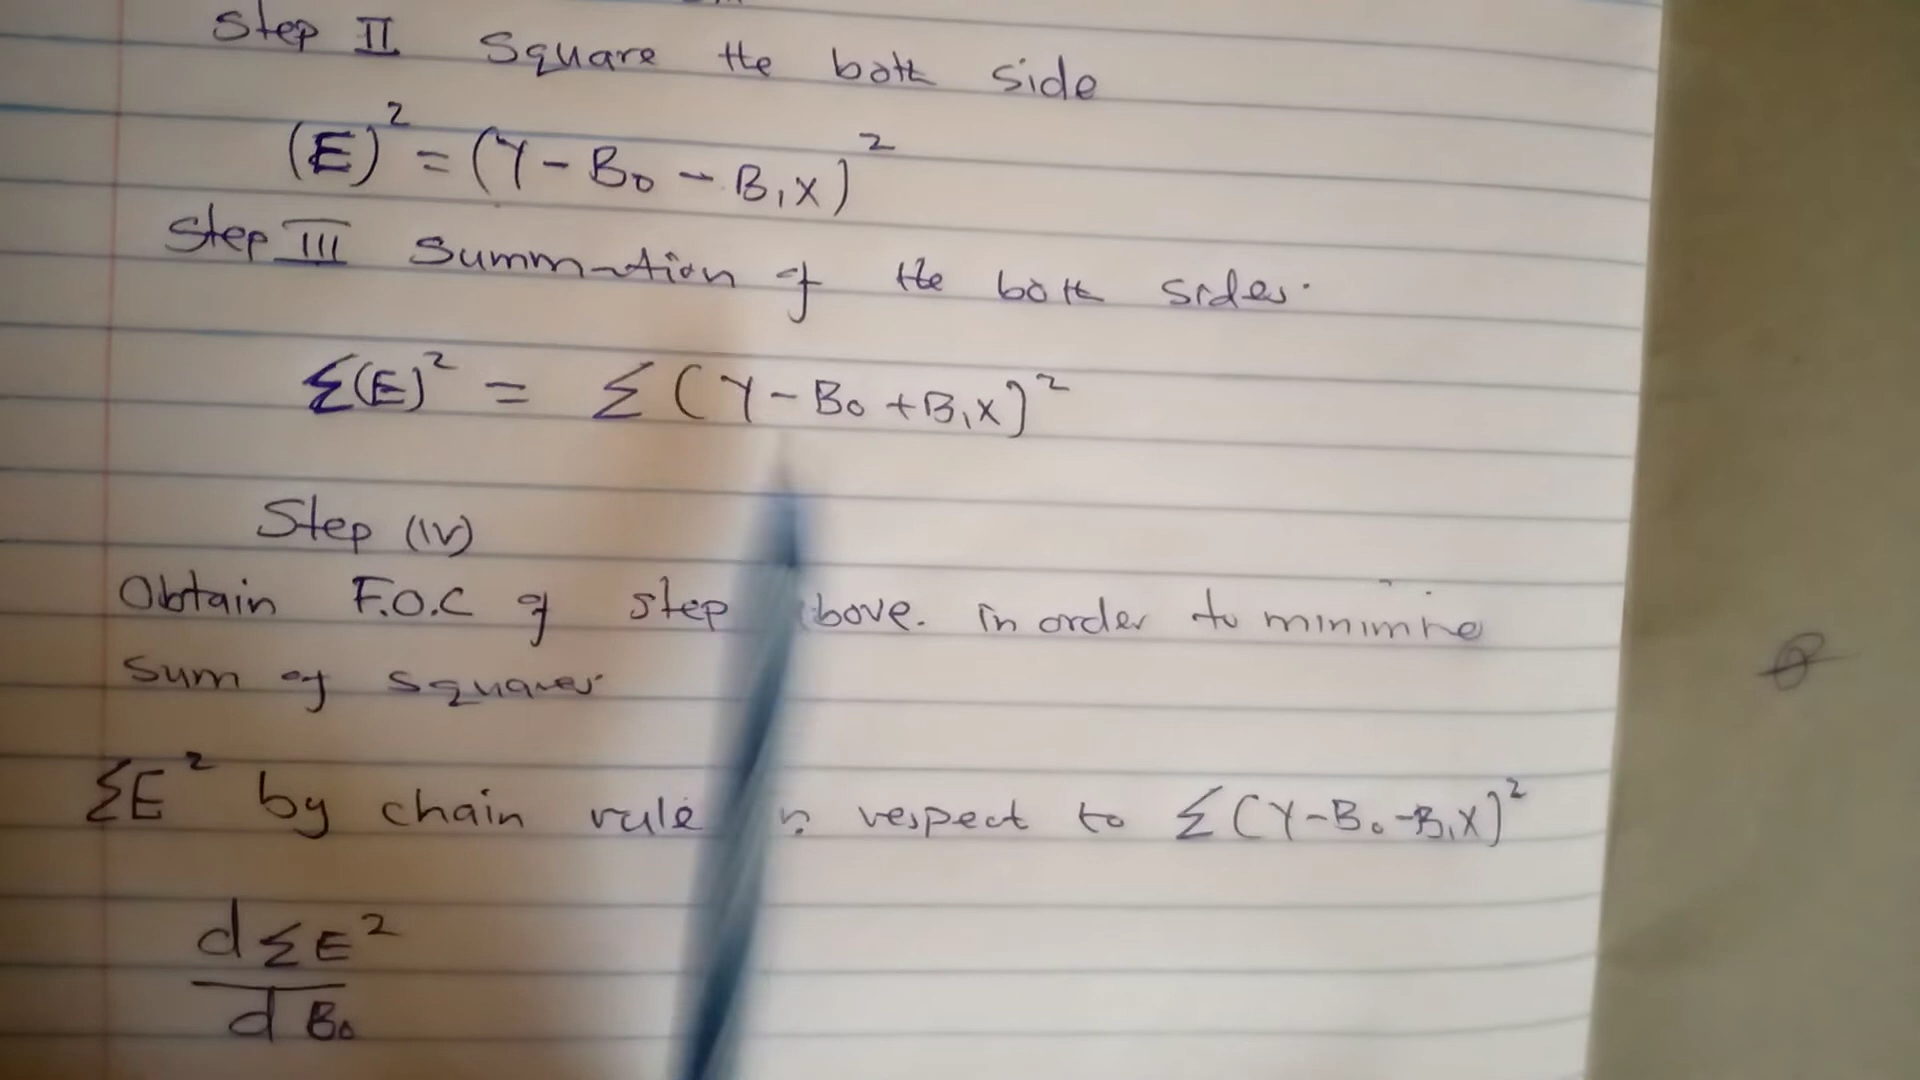 Step II Square the both side
(E)² = (Y - B₀ - B₁X)²
Step III Summation of the both sides.
Σ(E)² = Σ(Y - B₀ + B₁X)²
Step (IV)
Obtain F.O.C of step bove. in order to minimize
sum of squares
ΣE² by chain rule respect to Σ(Y - B₀ - B₁X)²
dΣE²
d B₀